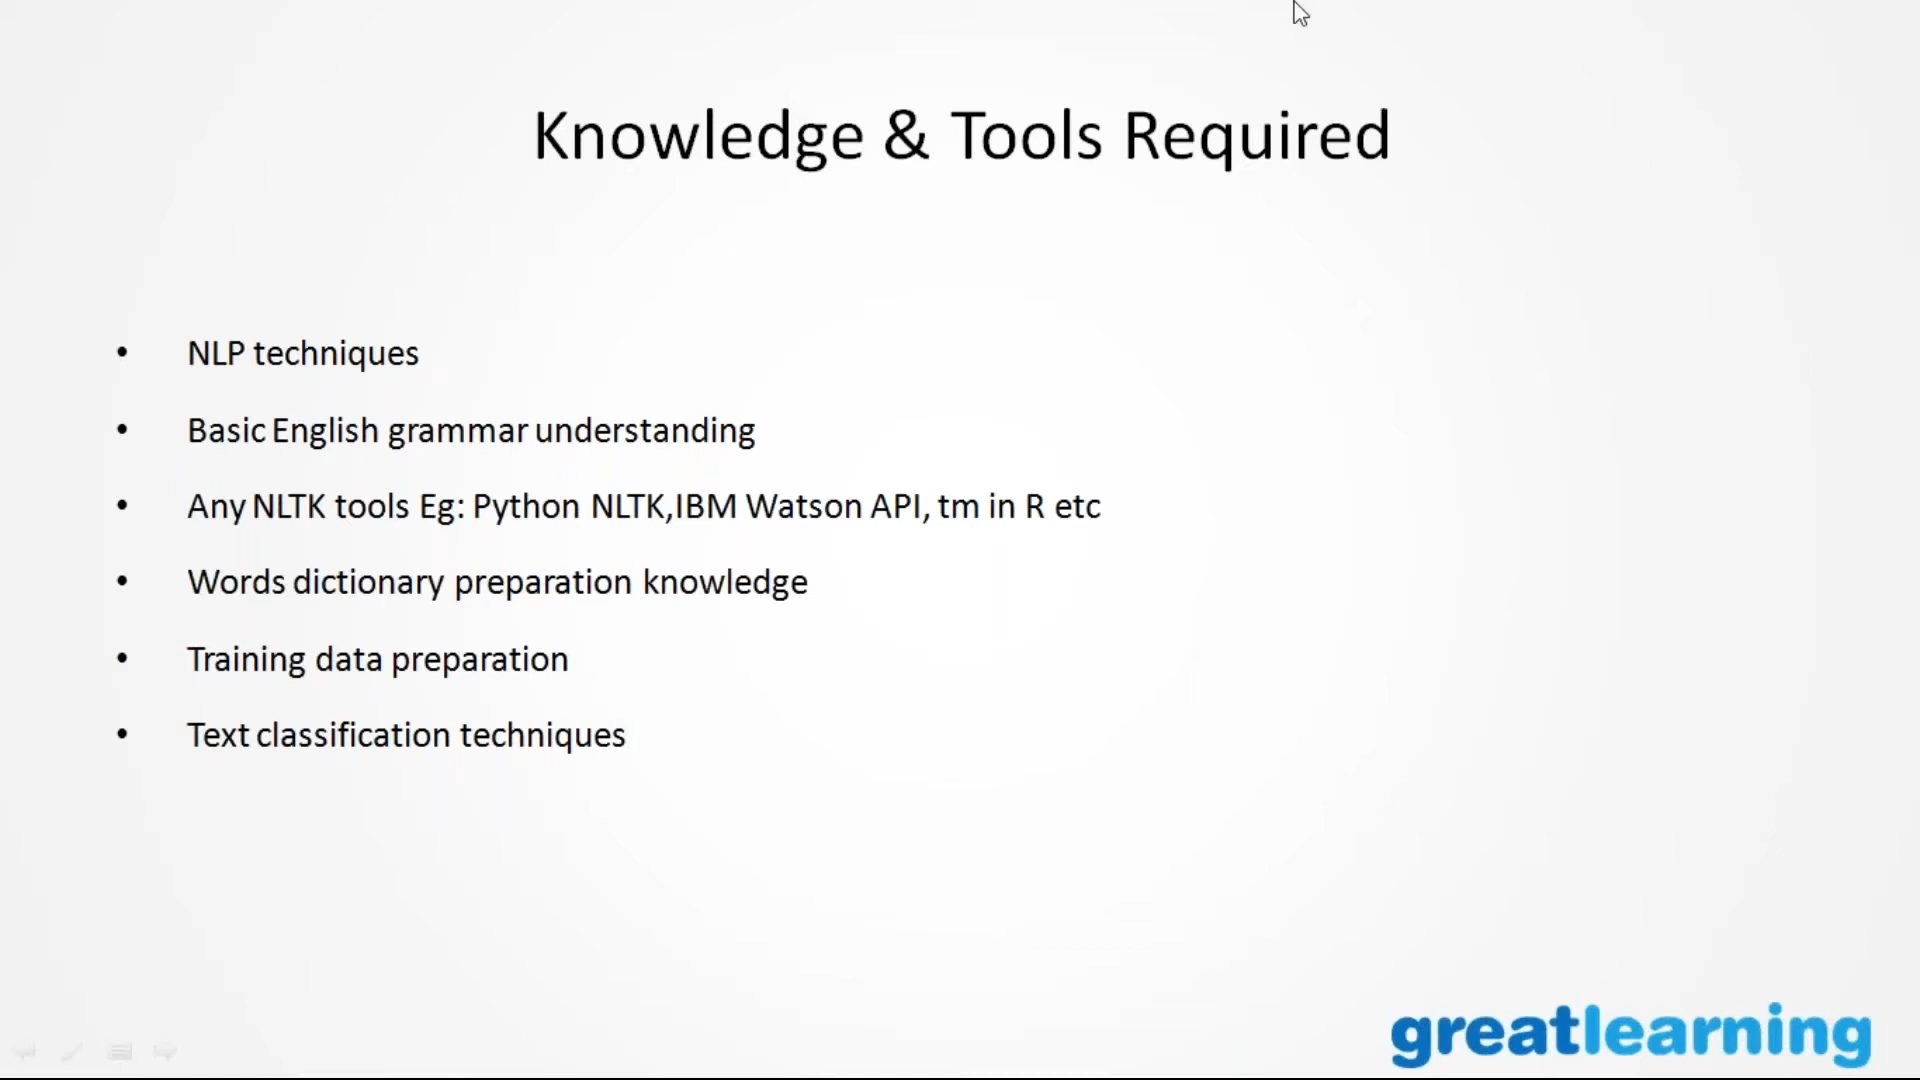 Knowledge & Tools Required
• NLP techniques
• Basic English grammar understanding
• Any NLTK tools Eg: Python NLTK,IBM Watson API, tm in R etc
• Words dictionary preparation knowledge
• Training data preparation
• Text classification techniques
greatlearning